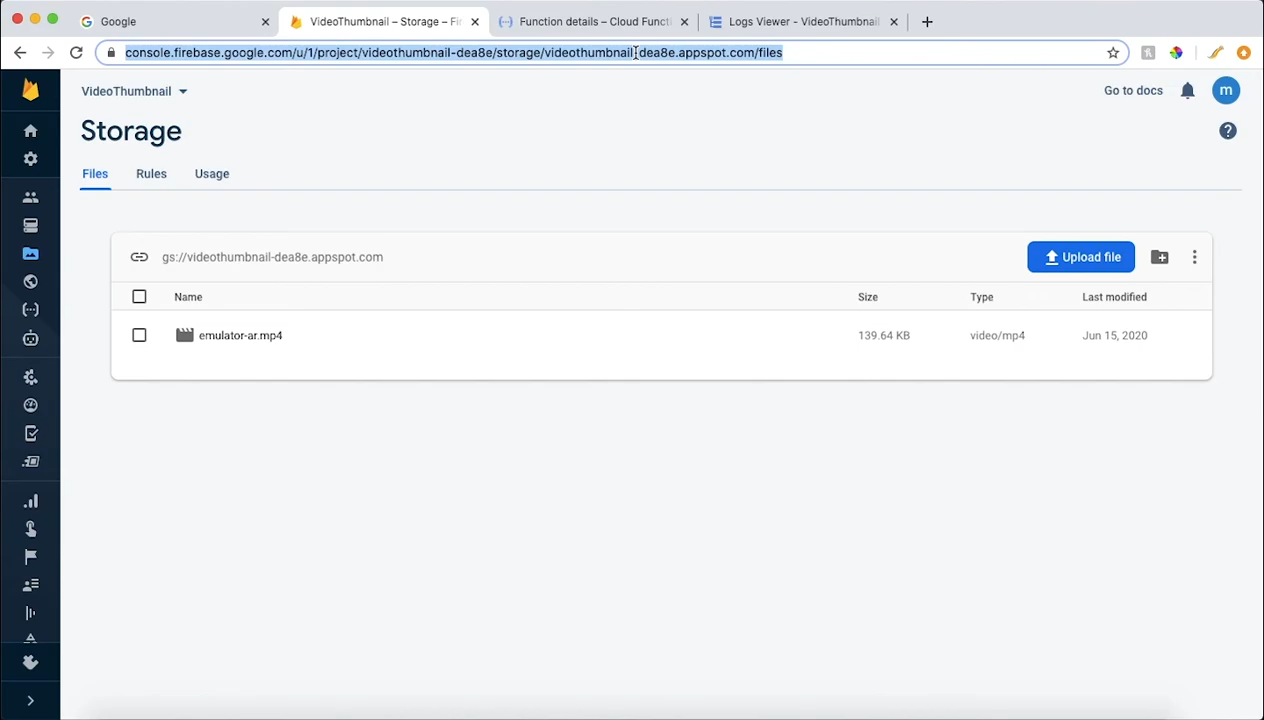 Google
VideoThumbnail – Storage – Fi
Function details – Cloud Functi
Logs Viewer - VideoThumbnail
console.firebase.google.com/u/1/project/videothumbnail-dea8e/storage/videothumbnail-dea8e.appspot.com/files
VideoThumbnail
Go to docs
m
Storage
Files Rules Usage
gs://videothumbnail-dea8e.appspot.com
Upload file
Name Size Type Last modified
emulator-ar.mp4 139.64 KB video/mp4 Jun 15, 2020